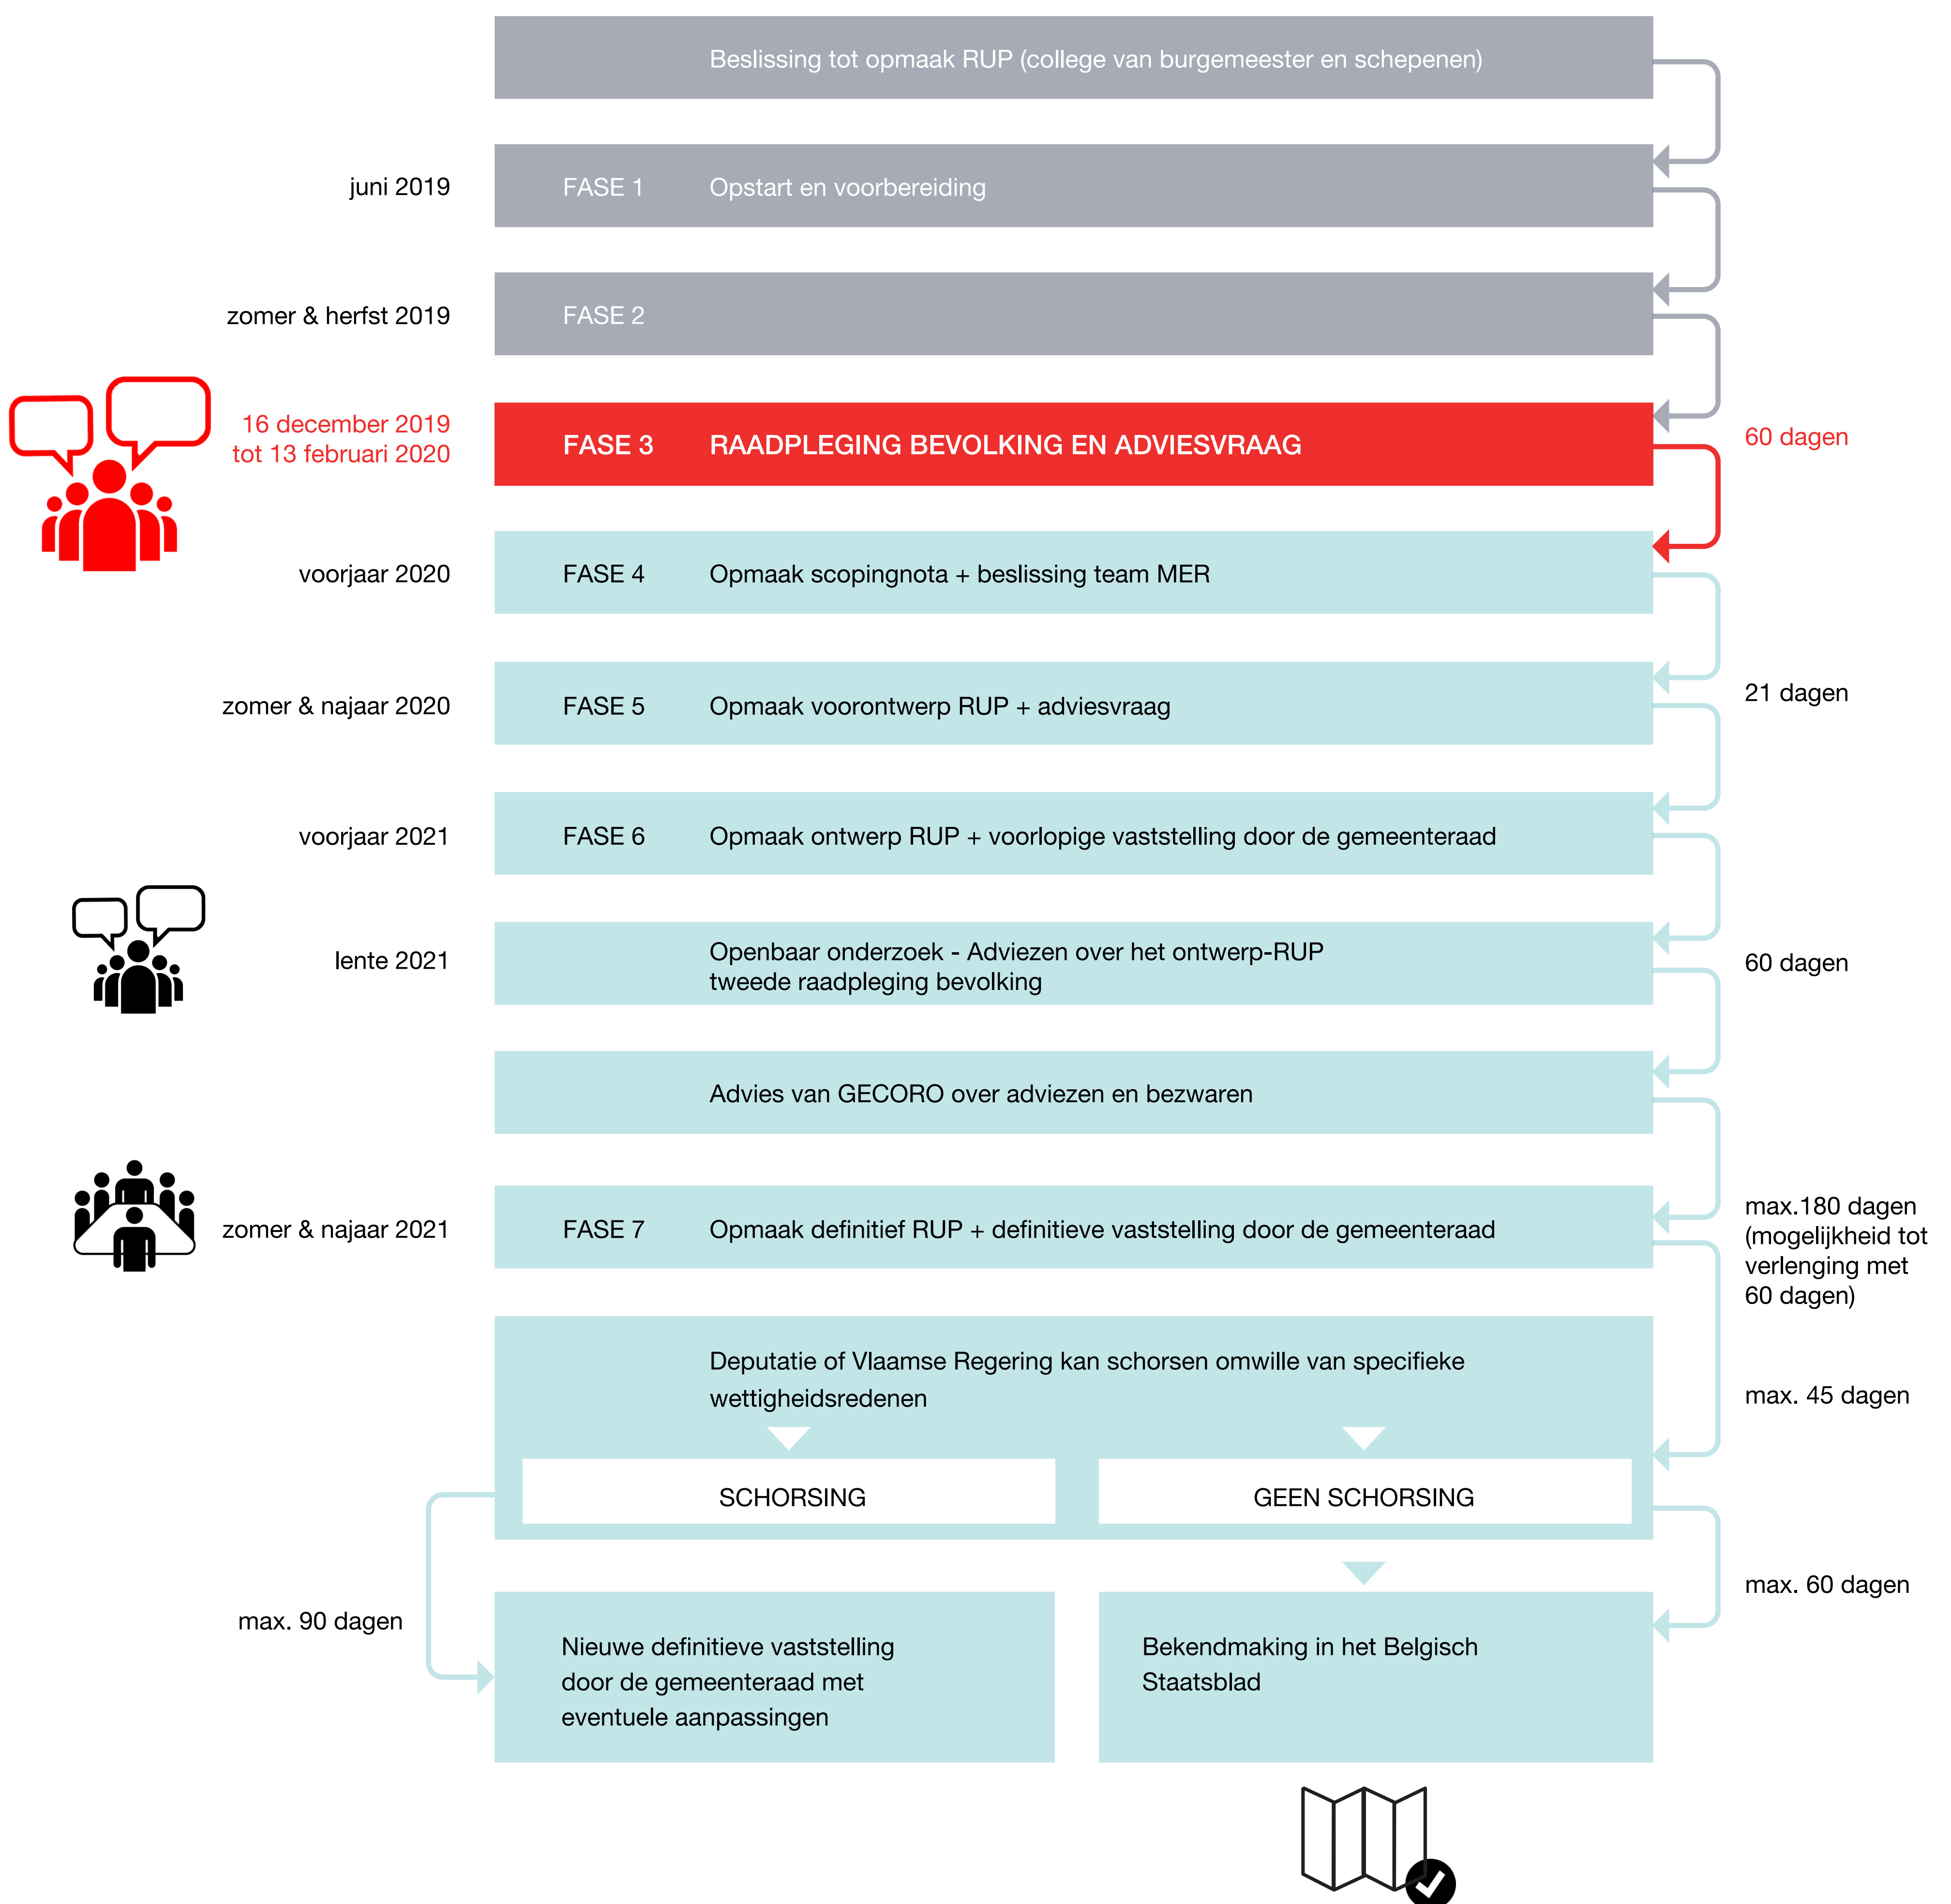 Beslissing tot opmaak RUP (college van burgemeester en schepenen)
juni 2019
FASE 1
Opstart en voorbereiding
zomer & herfst 2019
FASE 2
16 december 2019
tot 13 februari 2020
FASE 3
RAADPLEGING BEVOLKING EN ADVIESVRAAG
60 dagen
voorjaar 2020
FASE 4
Opmaak scopingnota + beslissing team MER
zomer & najaar 2020
FASE 5
Opmaak voorontwerp RUP + adviesvraag
21 dagen
voorjaar 2021
FASE 6
Opmaak ontwerp RUP + voorlopige vaststelling door de gemeenteraad
lente 2021
Openbaar onderzoek - Adviezen over het ontwerp-RUP
tweede raadpleging bevolking
60 dagen
Advies van GECORO over adviezen en bezwaren
zomer & najaar 2021
FASE 7
Opmaak definitief RUP + definitieve vaststelling door de gemeenteraad
max.180 dagen
(mogelijkheid tot
verlenging met
60 dagen)
Deputatie of Vlaamse Regering kan schorsen omwille van specifieke
wettigheidsredenen
max. 45 dagen
SCHORSING
GEEN SCHORSING
max. 90 dagen
max. 60 dagen
Nieuwe definitieve vaststelling
door de gemeenteraad met
eventuele aanpassingen
Bekendmaking in het Belgisch
Staatsblad